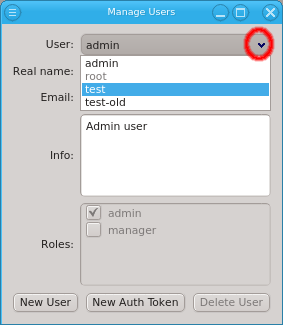 Manage Users
User: admin
admin
Real name: root
test
Email: test-old
Admin user
Info:
admin
manager
Roles:
New User New Auth Token Delete User